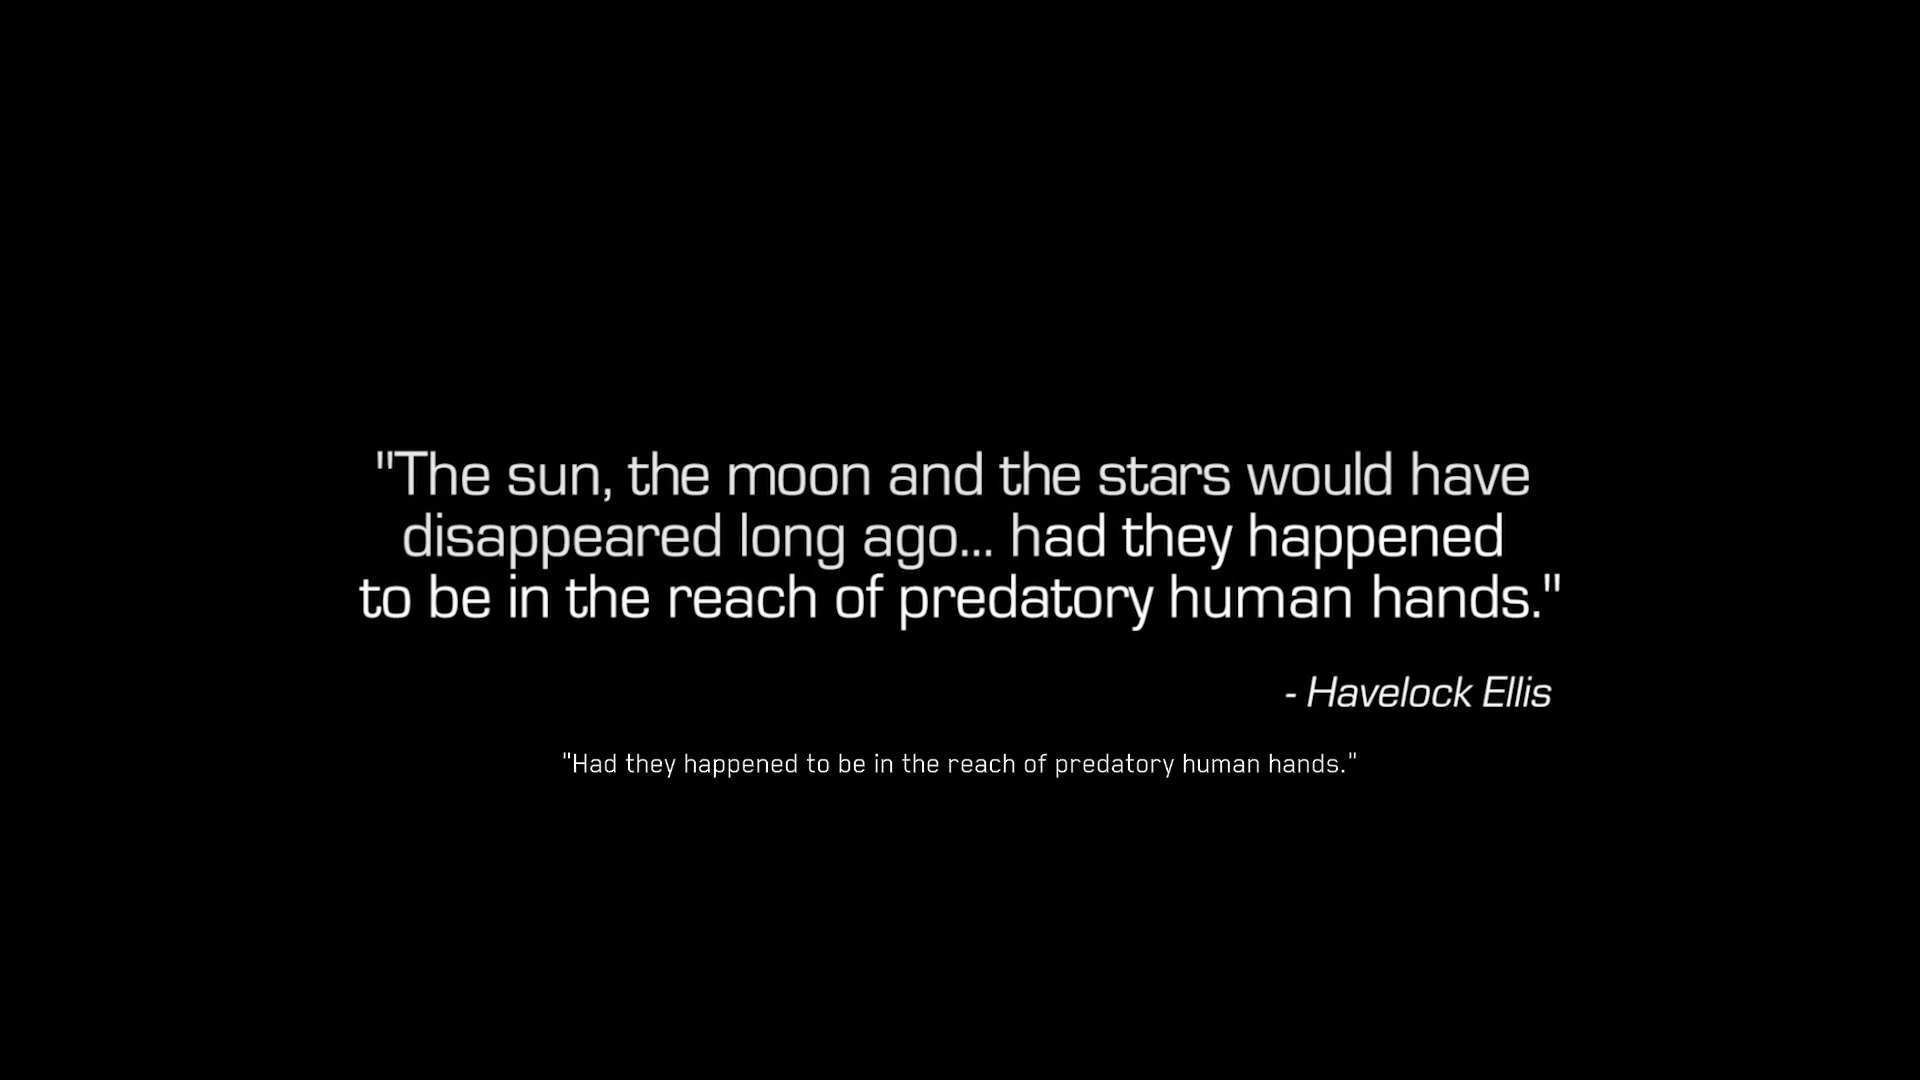 "The sun, the moon and the stars would have
disappeared long ago... had they happened
to be in the reach of predatory human hands."
- Havelock Ellis
"Had they happened to be in the reach of predatory human hands."